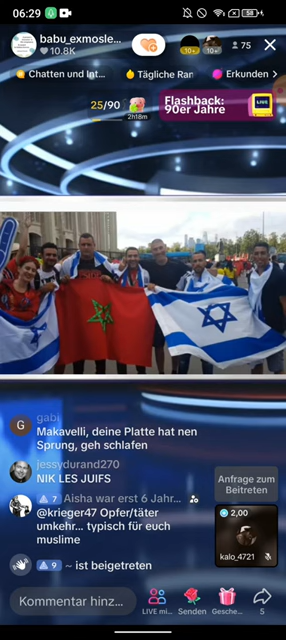 06:29
58
babu_exmosle...
10.8K
10+
10+
75
Chatten und Int...
Tägliche Ran
Erkunden
25/90
2h18m
Flashback:
90er Jahre
LIVE
gabi
G
Makavelli, deine Platte hat nen
Sprung, geh schlafen
jessydurand270
NIK LES JUIFS
7 Aisha war erst 6 Jahr...
@krieger47 Opfer/täter
umkehr... typisch für euch
muslime
9 ~ ist beigetreten
Anfrage zum
Beitreten
2,00
kalo_4721
Kommentar hinz...
LIVE mi...
Senden
Gesche...
5